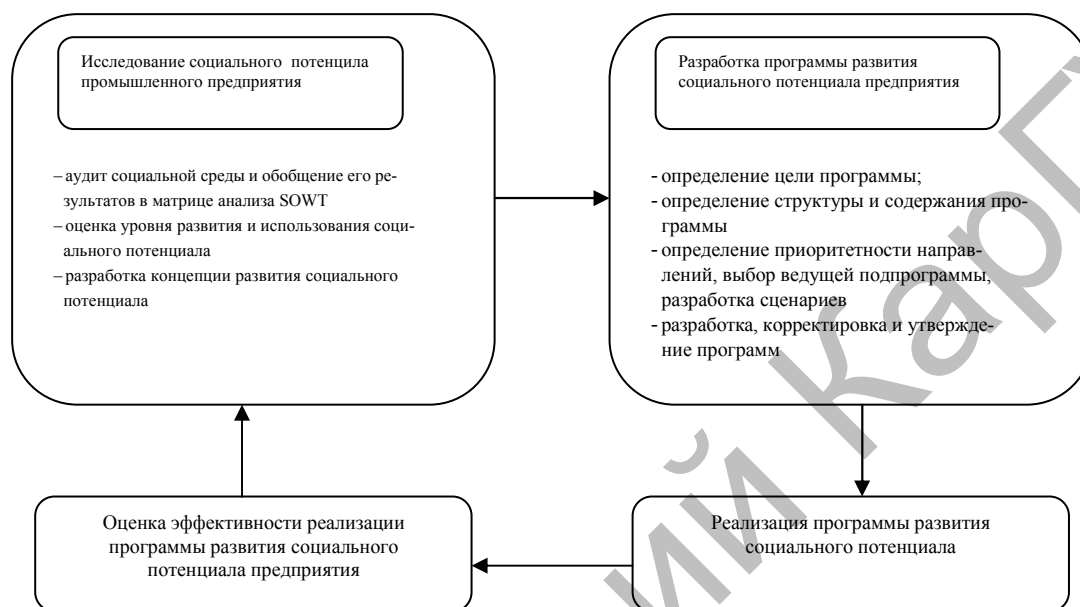 Исследование социального потенцила
промышленного предприятия
– аудит социальной среды и обобщение его ре-
зультатов в матрице анализа SOWT
– оценка уровня развития и использования соци-
ального потенциала
– разработка концепции развития социального
потенциала
Разработка программы развития
социального потенциала предприятия
- определение цели программы;
- определение структуры и содержания про-
граммы
- определение приоритетности направ-
лений, выбор ведущей подпрограммы,
разработка сценариев
- разработка, корректировка и утвержде-
ние программ
Реализация программы развития
социального потенциала
Оценка эффективности реализации
программы развития социального
потенциала предприятия
ий КарГ